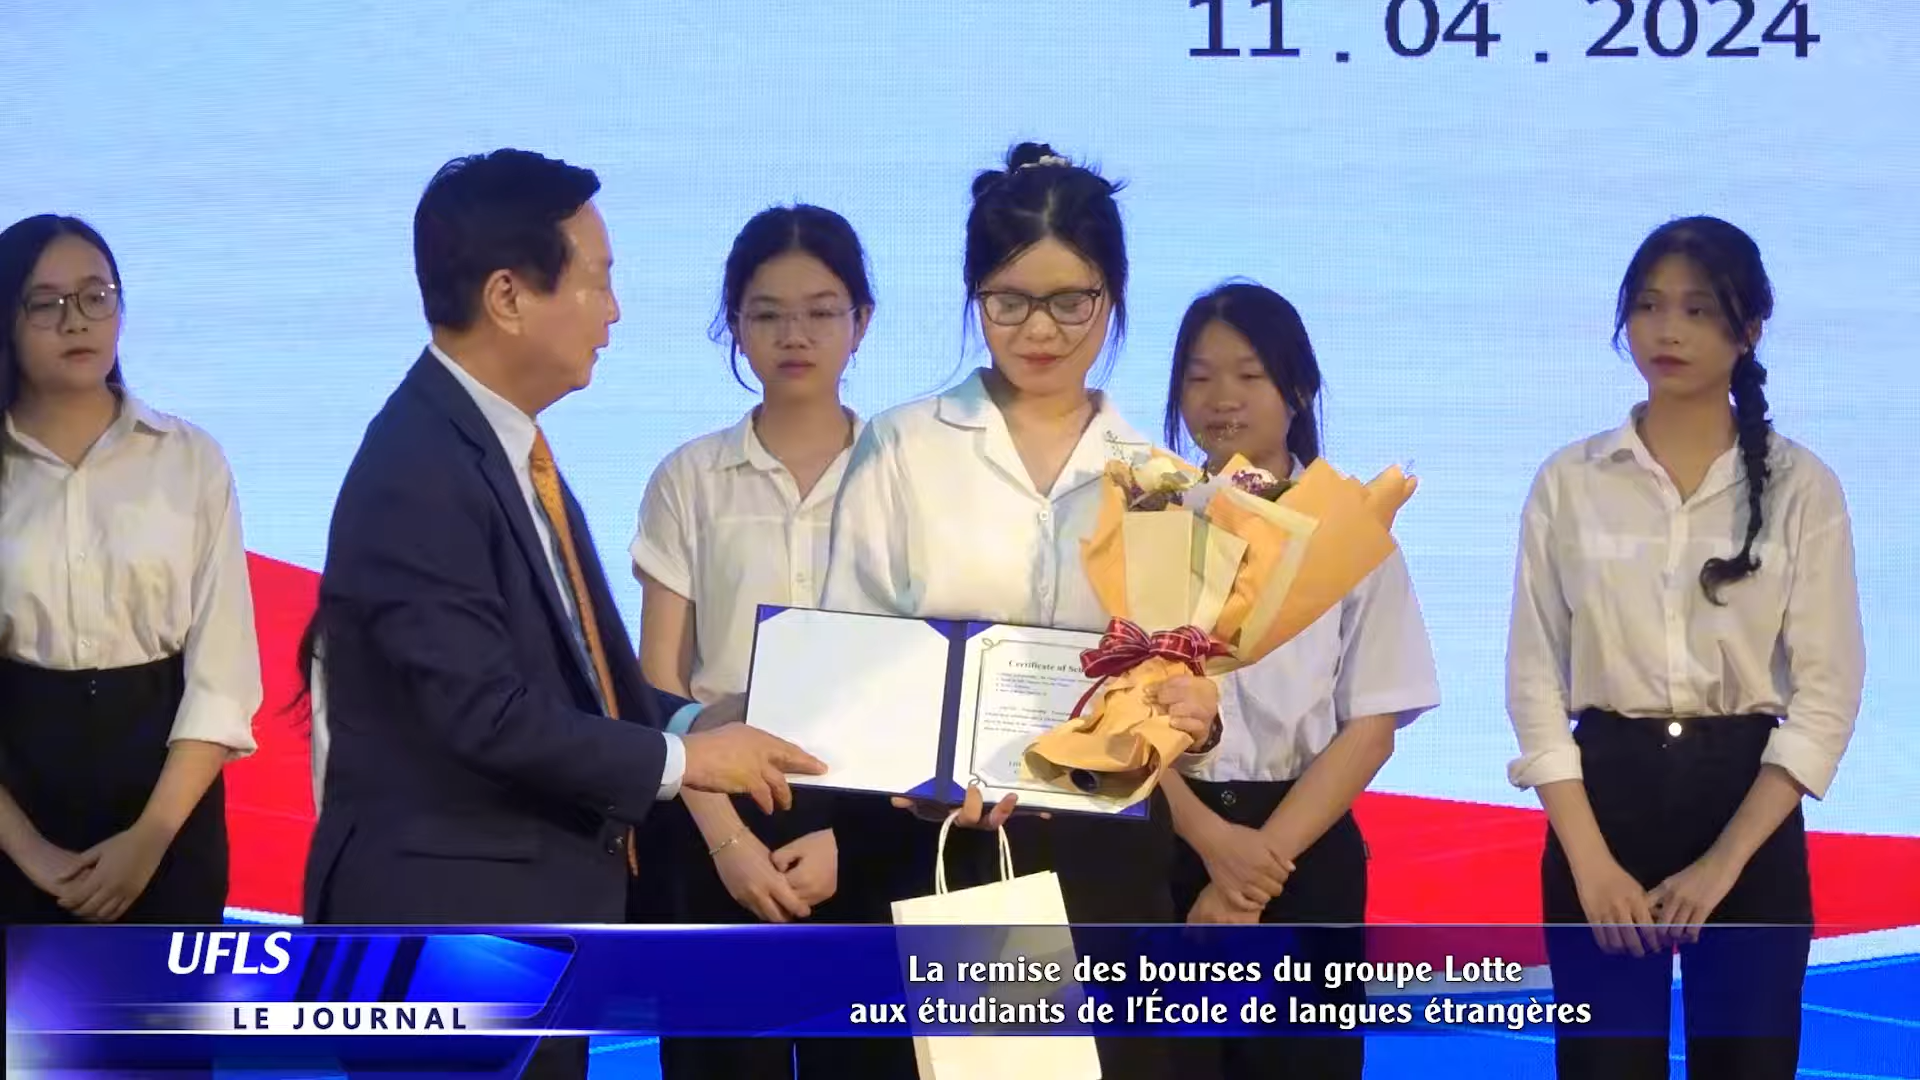 11 . 04 . 2024
Certificate of
UFLS
LE JOURNAL
La remise des bourses du groupe Lotte
aux étudiants de l'École de langues étrangères